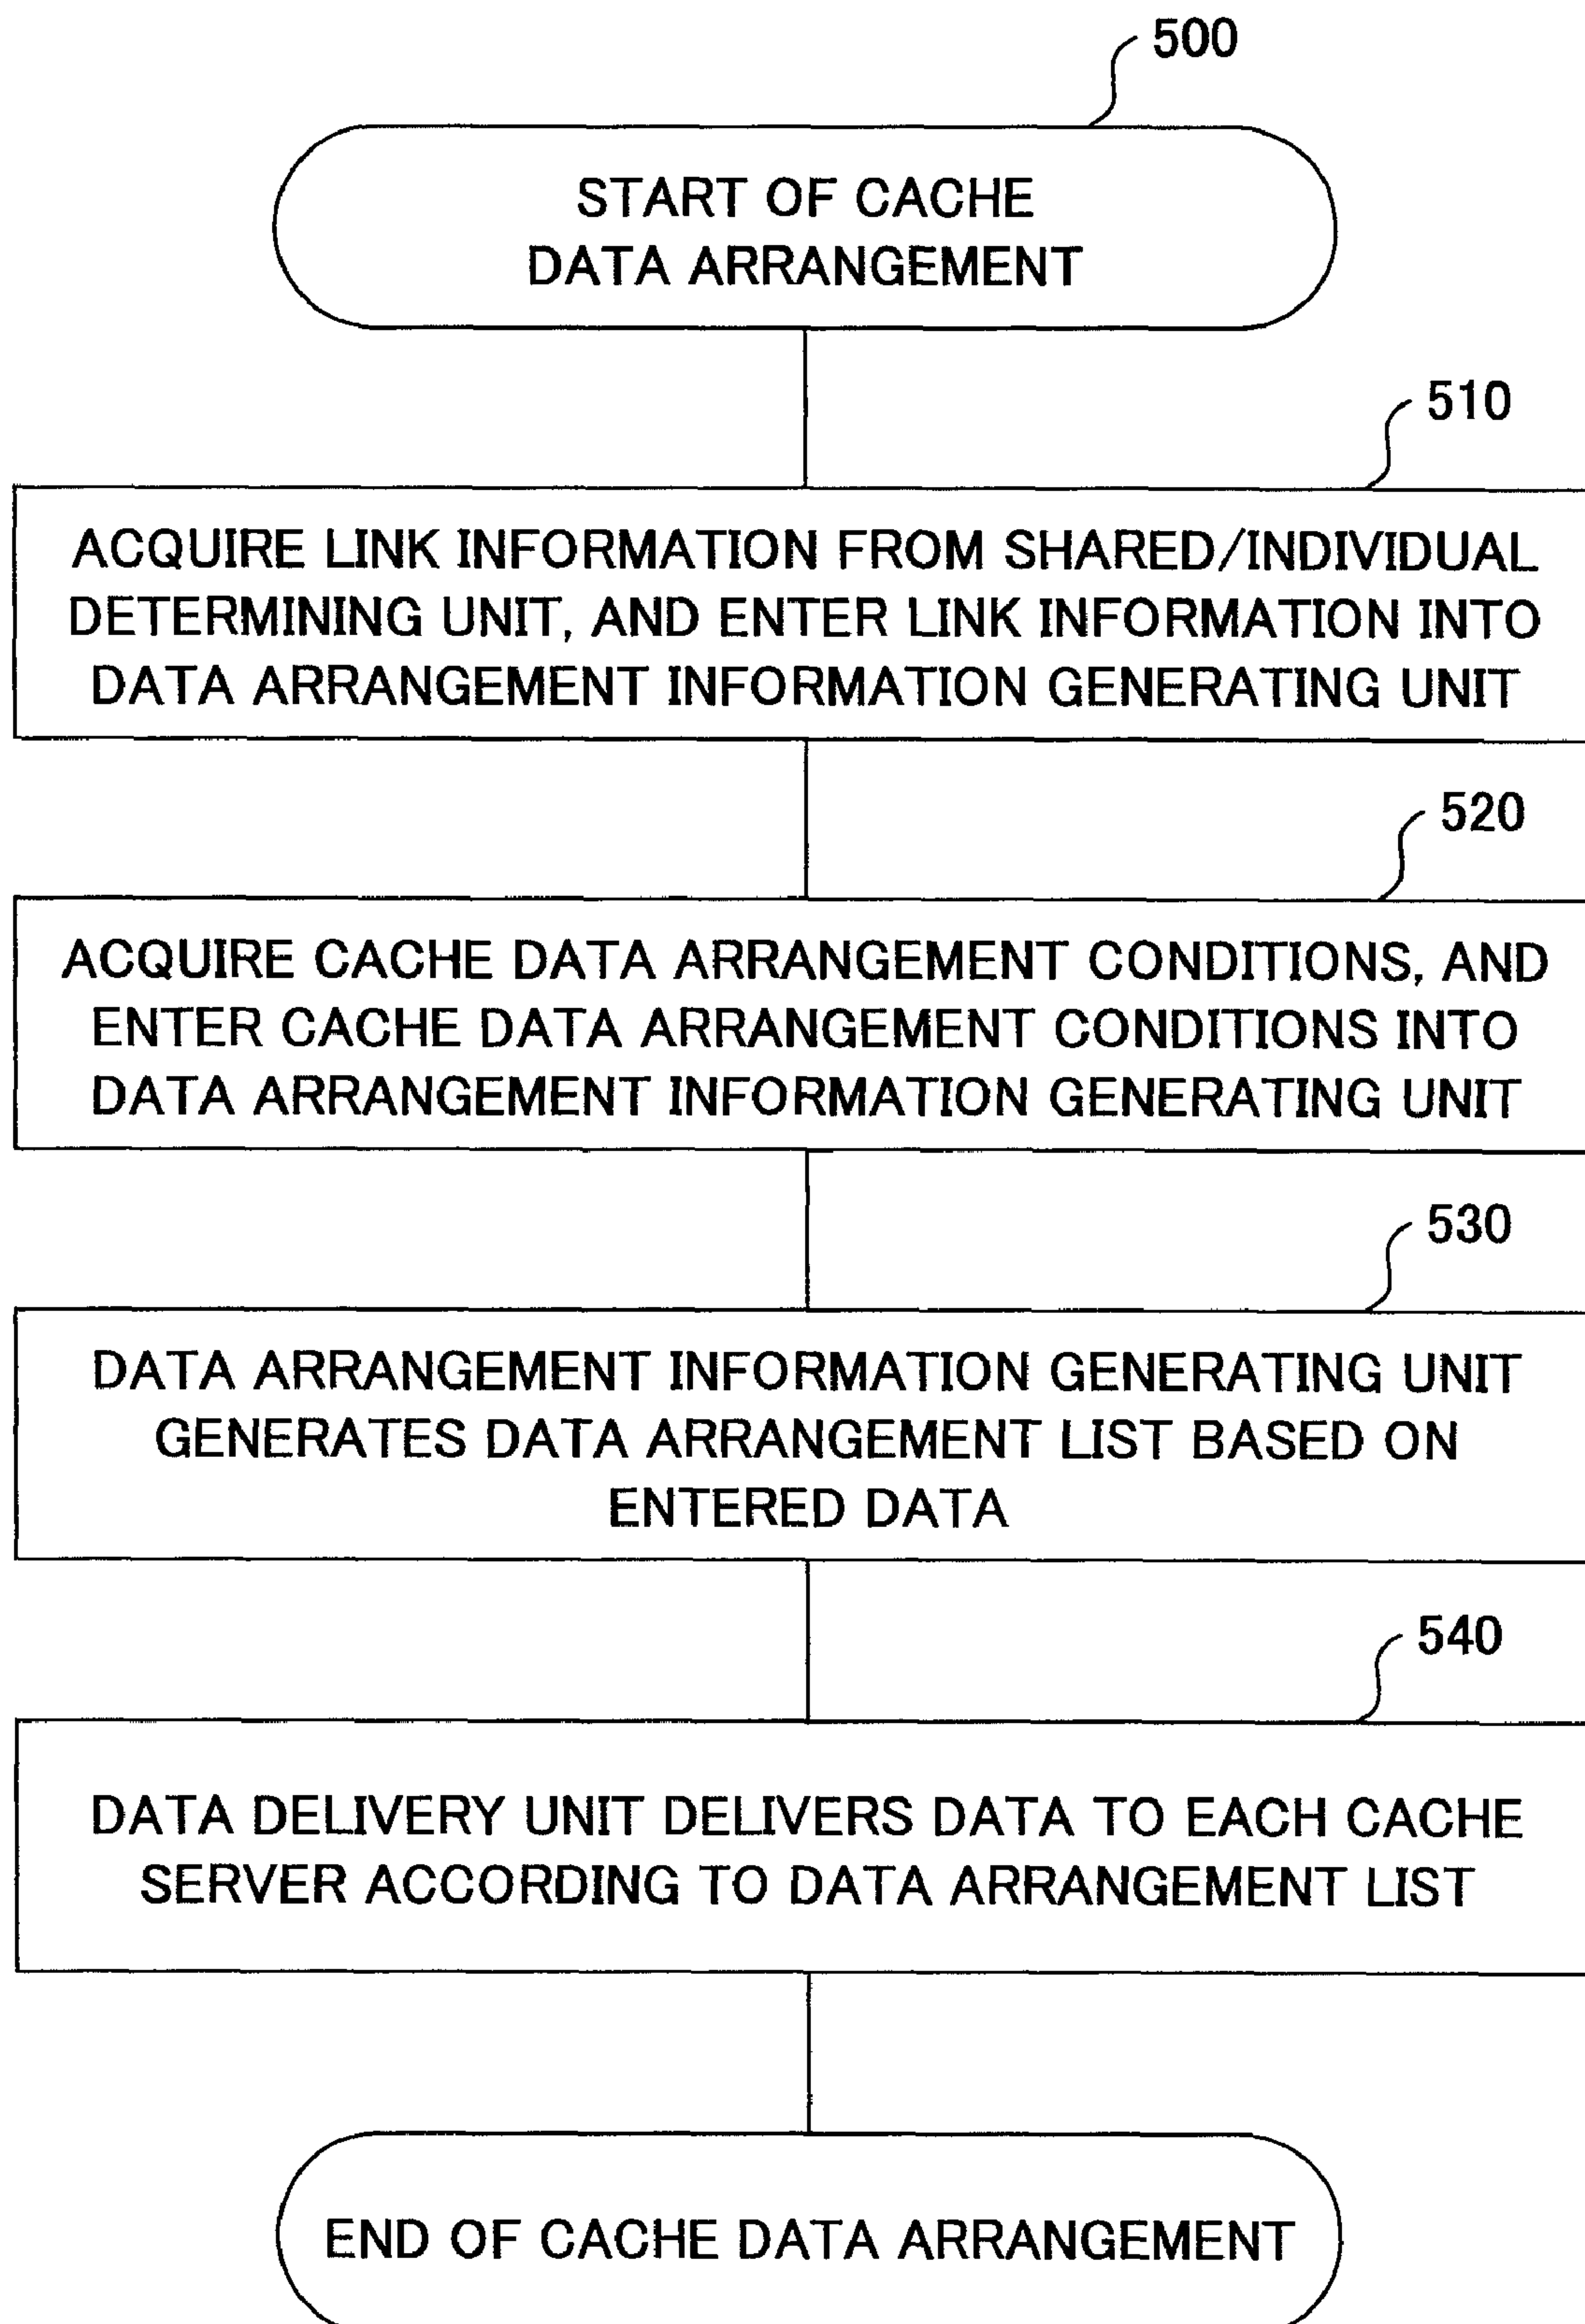 500
START OF CACHE
DATA ARRANGEMENT
510
ACQUIRE LINK INFORMATION FROM SHARED/INDIVIDUAL
DETERMINING UNIT, AND ENTER LINK INFORMATION INTO
DATA ARRANGEMENT INFORMATION GENERATING UNIT
520
ACQUIRE CACHE DATA ARRANGEMENT CONDITIONS, AND
ENTER CACHE DATA ARRANGEMENT CONDITIONS INTO
DATA ARRANGEMENT INFORMATION GENERATING UNIT
530
DATA ARRANGEMENT INFORMATION GENERATING UNIT
GENERATES DATA ARRANGEMENT LIST BASED ON
ENTERED DATA
540
DATA DELIVERY UNIT DELIVERS DATA TO EACH CACHE
SERVER ACCORDING TO DATA ARRANGEMENT LIST
END OF CACHE DATA ARRANGEMENT